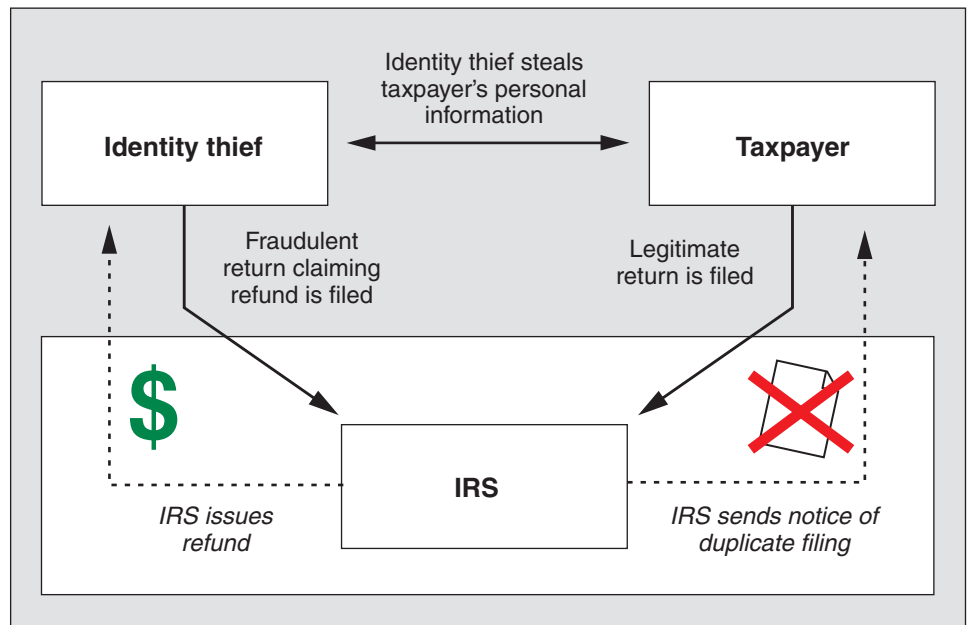 Identity thief steals
taxpayer's personal
information
Identity thief
Taxpayer
Fraudulent
return claiming
refund is filed
Legitimate
return is filed
$
IRS
IRS issues
refund
IRS sends notice of
duplicate filing